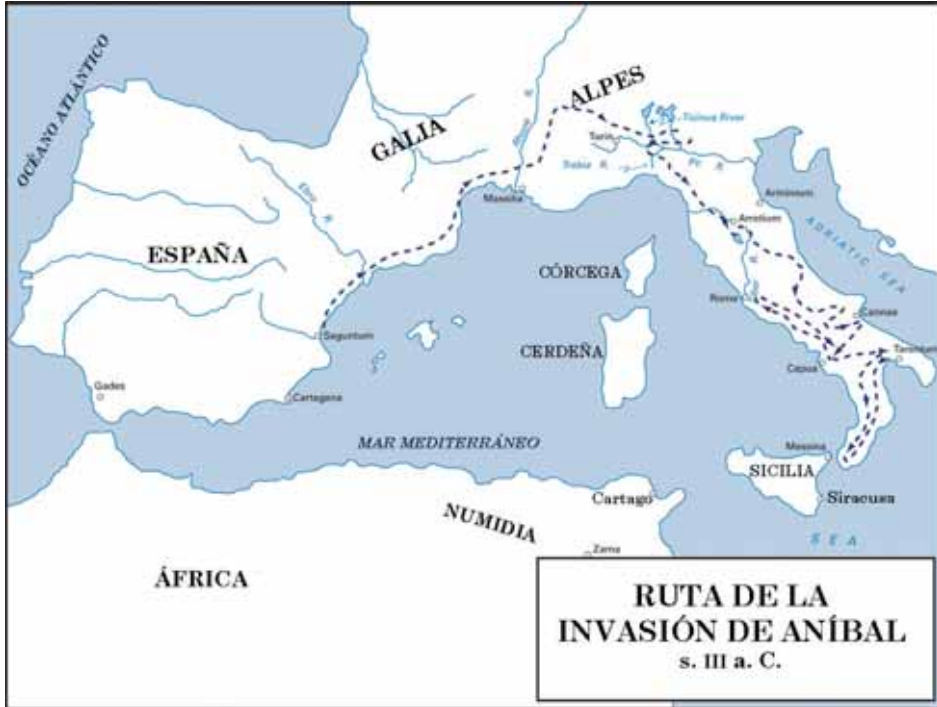 OCÉANO ATLÁNTICO
GALIA
ALPES
Ticinus River
Turin
Trebia R.
Po R.
Ebro R.
Massilia
Ariminum
Arretium
ADRIATIC SEA
ESPAÑA
CÓRCEGA
Rome
Cannae
Seguntum
CERDEÑA
Capua
Tarentum
Gades
Cartagena
MAR MEDITERRÁNEO
Messina
SICILIA
Cartago
Siracusa
NUMIDIA
SEA
Zama
ÁFRICA
RUTA DE LA
INVASIÓN DE ANÍBAL
s. III a. C.